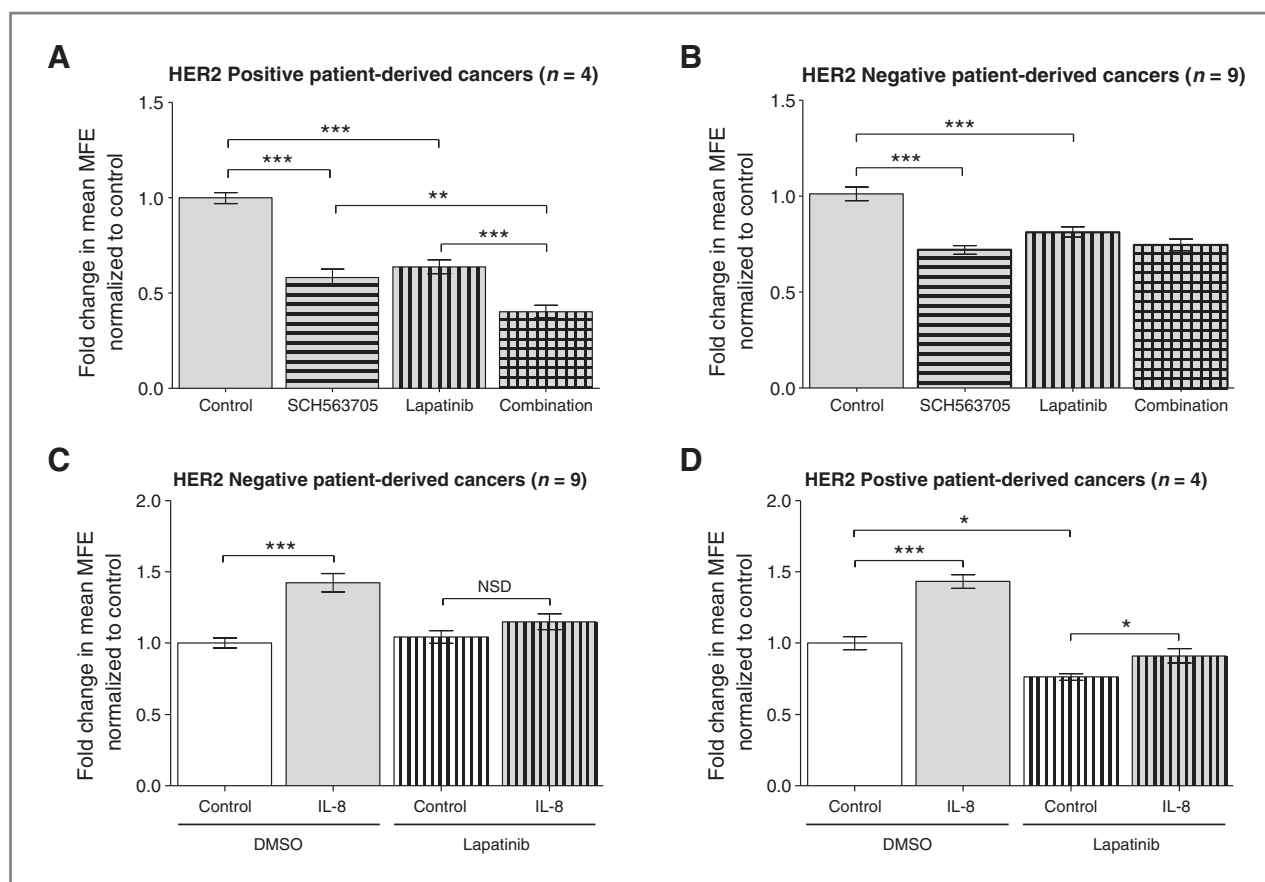 A
HER2 Positive patient-derived cancers (n = 4)
Fold change in mean MFE
normalized to control
1.5
1.0
0.5
0.0
***
***
**
***
Control
SCH563705
Lapatinib
Combination
B
HER2 Negative patient-derived cancers (n = 9)
Fold change in mean MFE
normalized to control
1.5
1.0
0.5
0.0
***
***
Control
SCH563705
Lapatinib
Combination
C
HER2 Negative patient-derived cancers (n = 9)
Fold change in mean MFE
normalized to control
2.0
1.5
1.0
0.5
0.0
***
NSD
Control
IL-8
Control
IL-8
DMSO
Lapatinib
D
HER2 Postive patient-derived cancers (n = 4)
Fold change in mean MFE
normalized to control
2.0
1.5
1.0
0.5
0.0
*
***
*
Control
IL-8
Control
IL-8
DMSO
Lapatinib